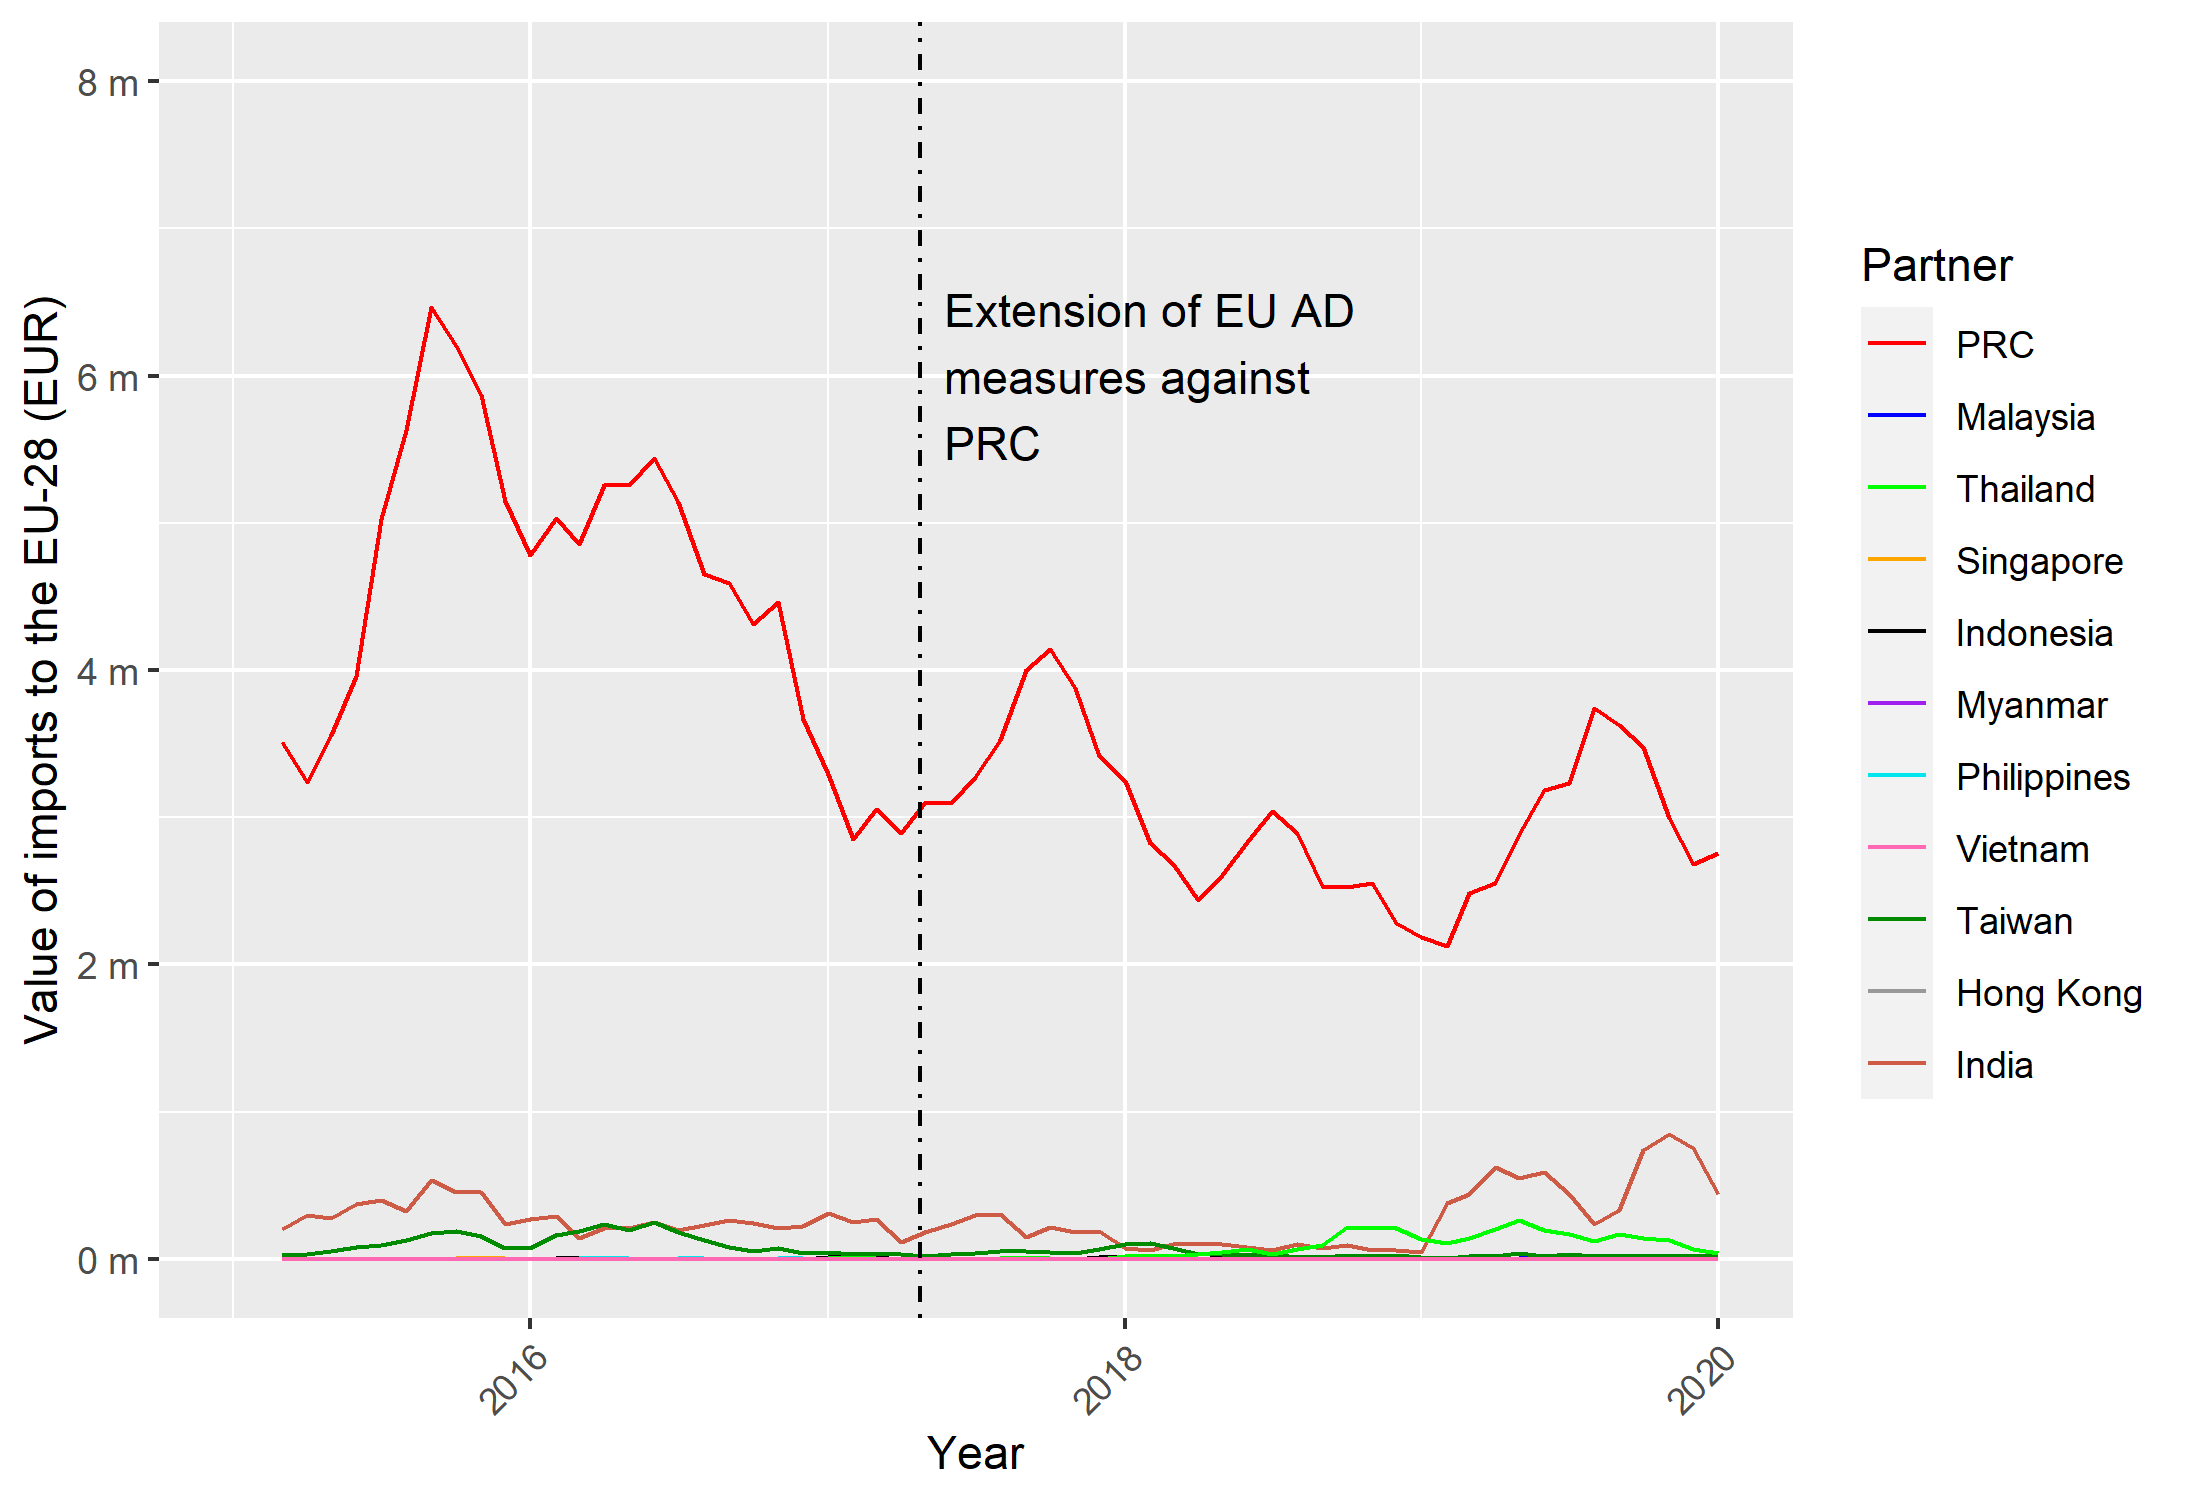 8 m
6 m
4 m
2 m
0 m
Value of imports to the EU-28 (EUR)
Extension of EU AD
measures against
PRC
2016
2018
2020
Year
Partner
PRC
Malaysia
Thailand
Singapore
Indonesia
Myanmar
Philippines
Vietnam
Taiwan
Hong Kong
India